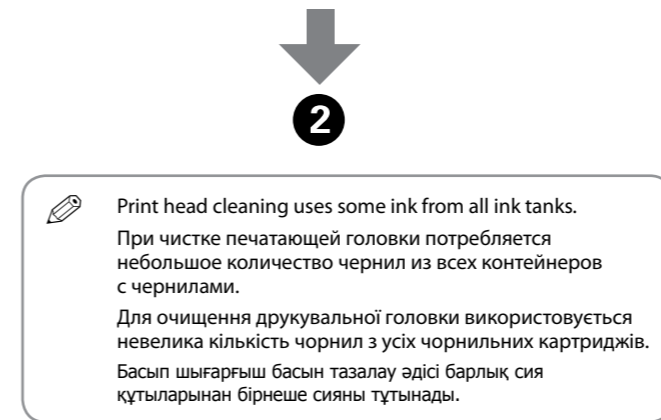 2
Print head cleaning uses some ink from all ink tanks.
При чистке печатающей головки потребляется
небольшое количество чернил из всех контейнеров
с чернилами.
Для очищення друкувальної головки використовується
невелика кількість чорнил з усіх чорнильних картриджів.
Басып шығарғыш басын тазалау әдісі барлық сия
құтыларынан бірнеше сияны тұтынады.